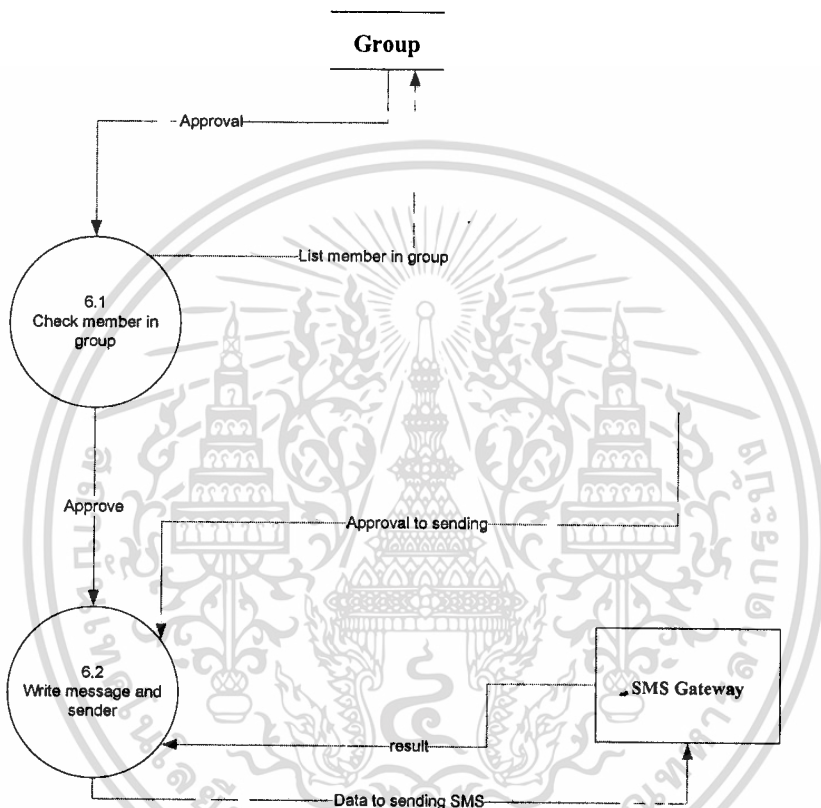 Group
Approval
List member in group
6.1
Check member in
group
Approve
Approval to sending
6.2
Write message and
sender
SMS Gateway
result
Data to sending SMS